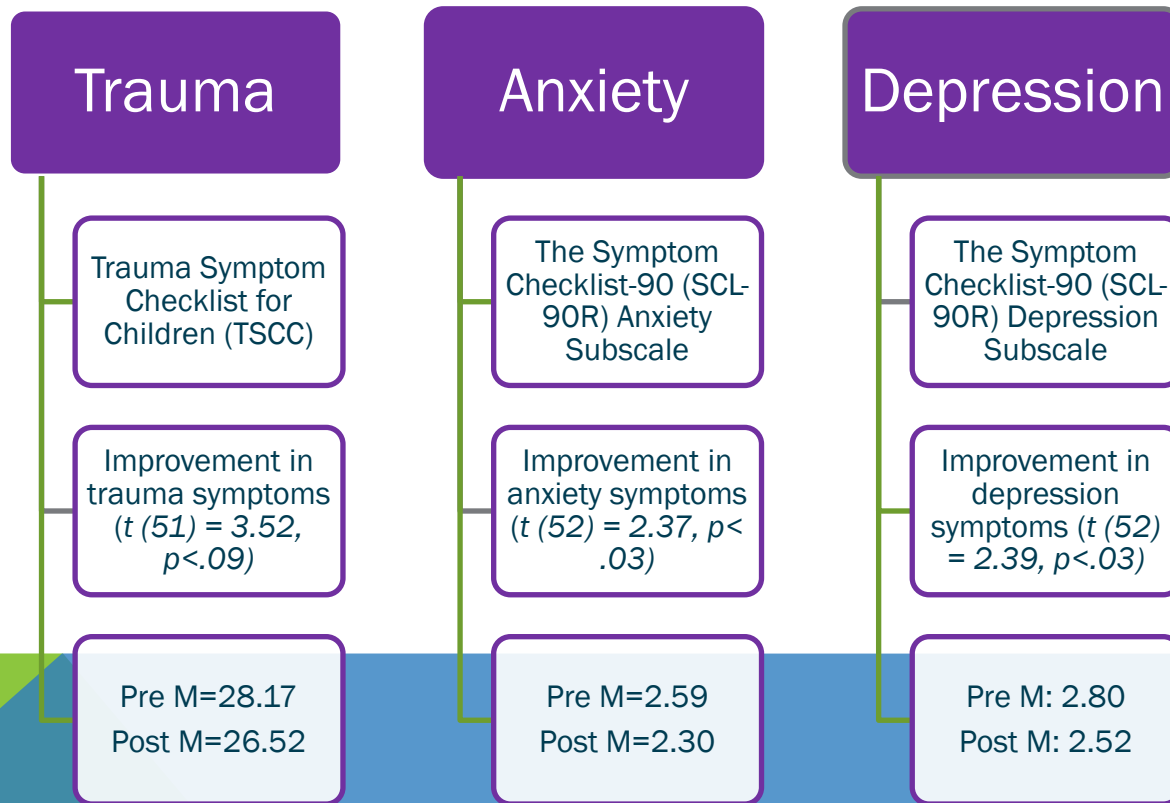 Trauma
Trauma Symptom
Checklist for
Children (TSCC)
Improvement in
trauma symptoms
(t (51) = 3.52,
p<.09)
Pre M=28.17
Post M=26.52
Anxiety
The Symptom
Checklist-90 (SCL-
90R) Anxiety
Subscale
Improvement in
anxiety symptoms
(t (52) = 2.37, p<
.03)
Pre M=2.59
Post M=2.30
Depression
The Symptom
Checklist-90 (SCL-
90R) Depression
Subscale
Improvement in
depression
symptoms (t (52)
= 2.39, p<.03)
Pre M: 2.80
Post M: 2.52